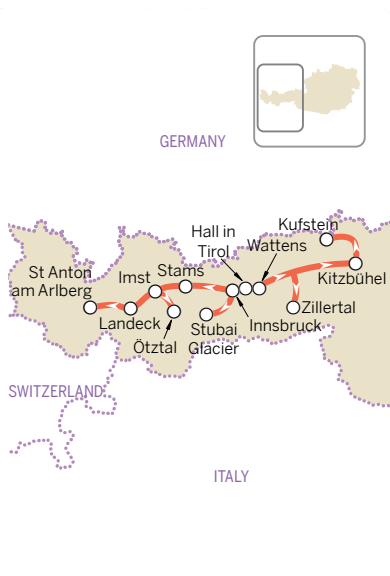 GERMANY
Kufstein
Hall in
Tirol
Wattens
St Anton
am Arlberg
Imst
Stams
Kitzbühel
Landeck
Zillertal
Stubai
Glacier
Innsbruck
Ötztal
SWITZERLAND
ITALY